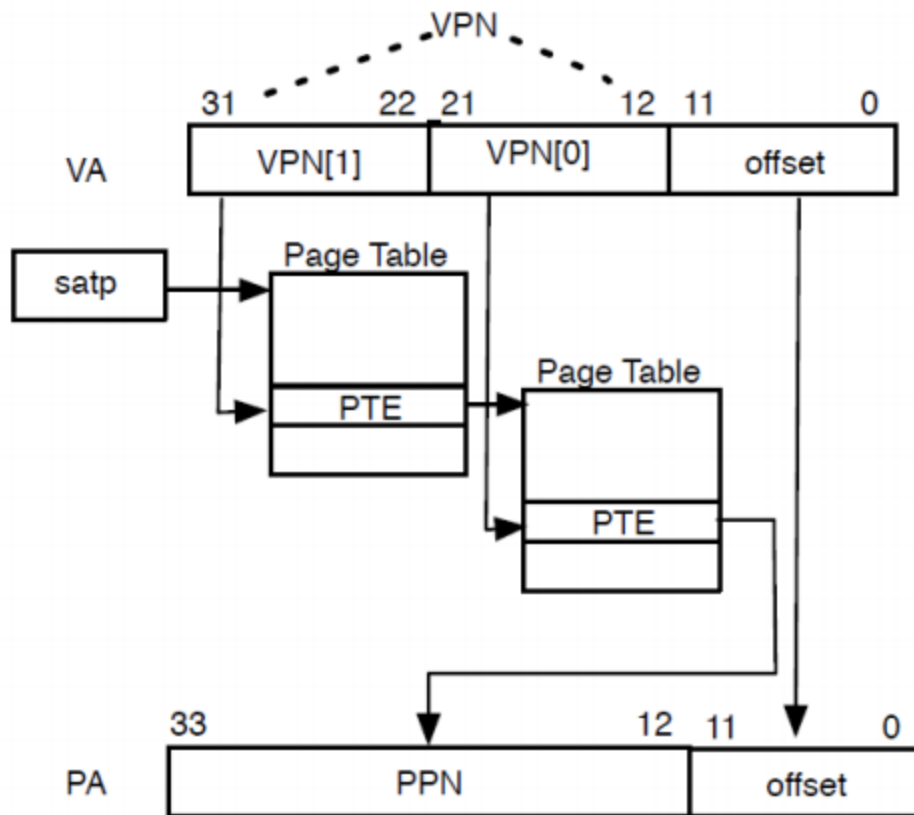 VPN
31 22 21 12 11 0
VA VPN[1] VPN[0] offset
Page Table
satp
Page Table
PTE
PTE
33 12 11 0
PA PPN offset